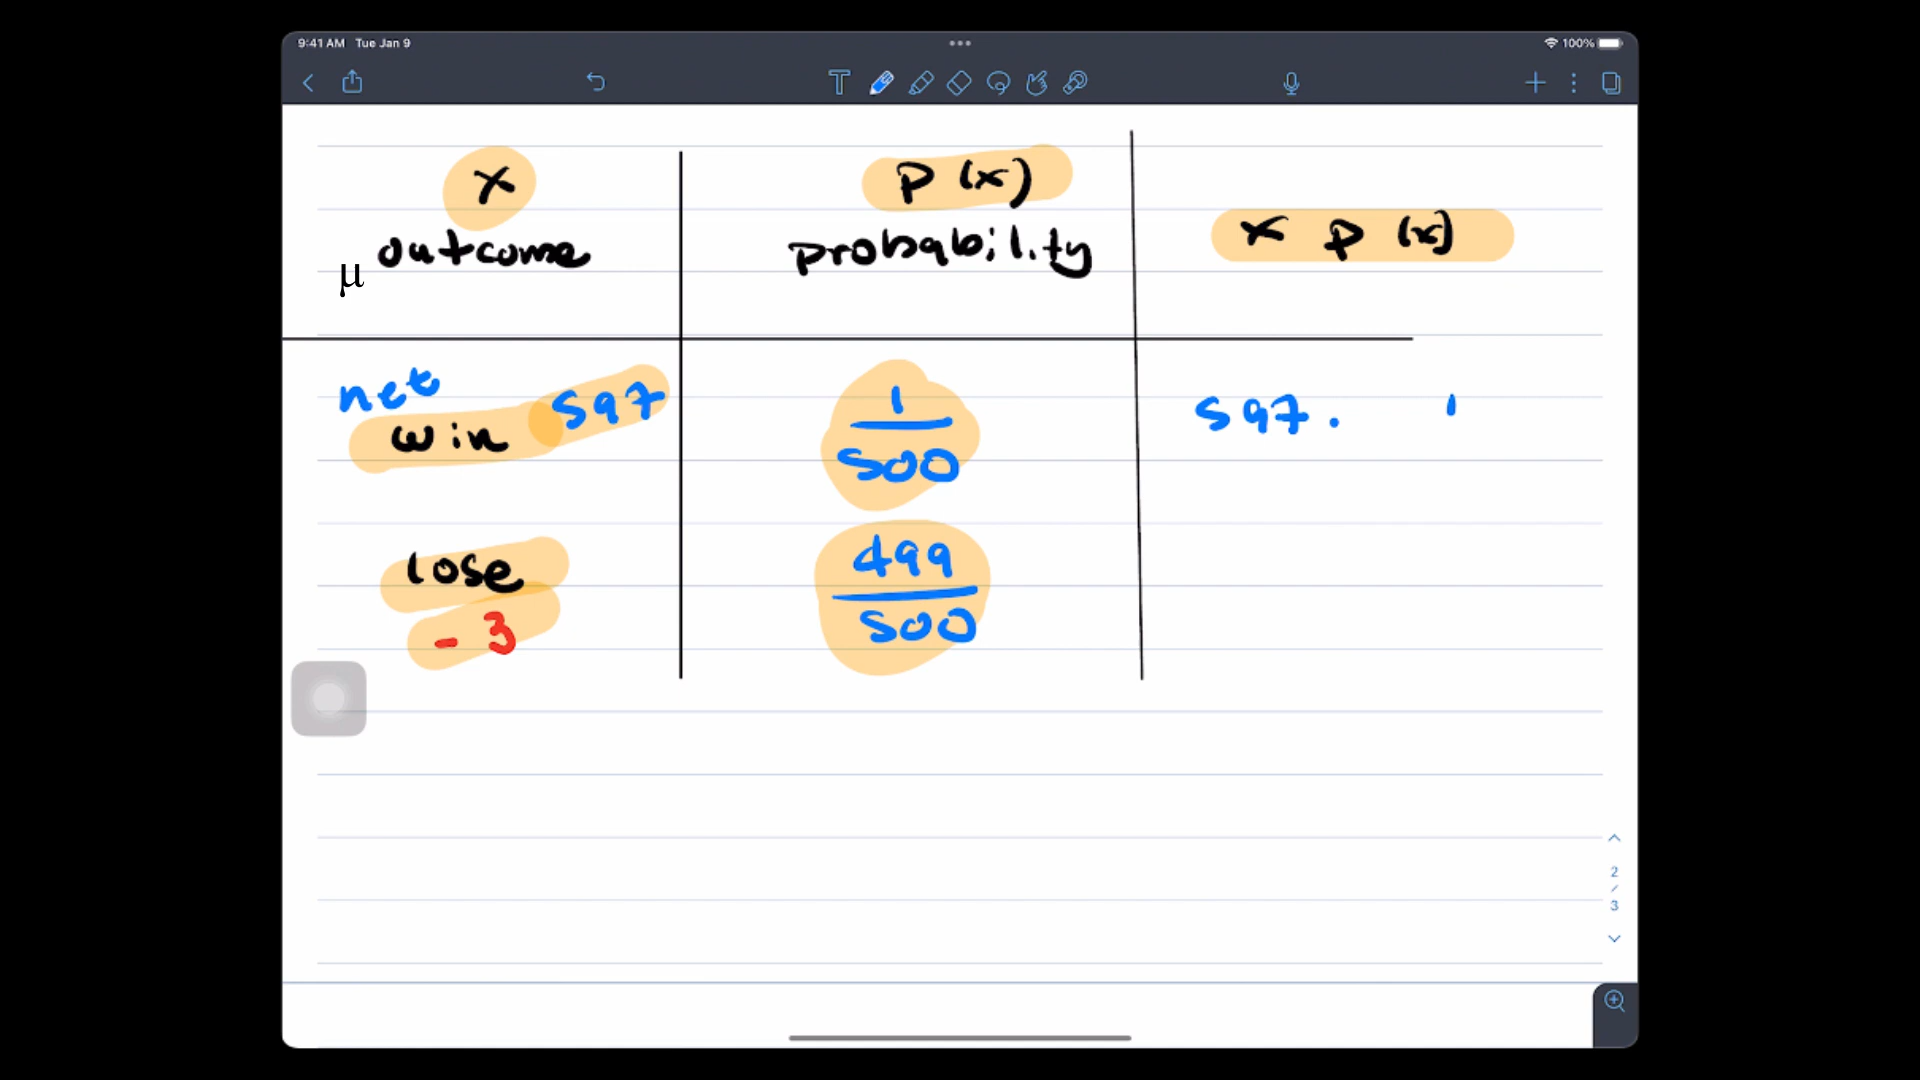 9:41 AM Tue Jan 9
100%
x
P (x)
x P (x)
outcome
probability
μ
net
win 597
1
500
597 . 1
lose
- 3
499
500
2
/
3